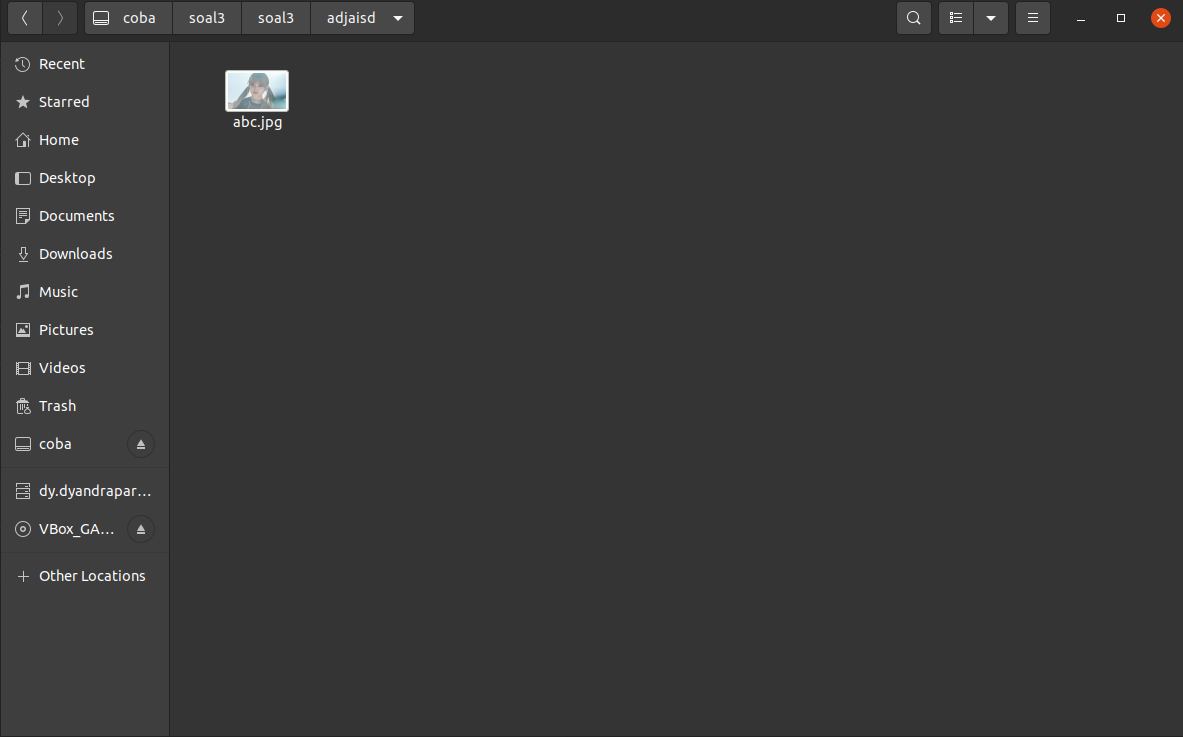 coba soal3 soal3 adjaisd
Recent
Starred
Home
Desktop
Documents
Downloads
Music
Pictures
Videos
Trash
coba
dy.dyandrapar...
VBox_GA...
Other Locations
abc.jpg